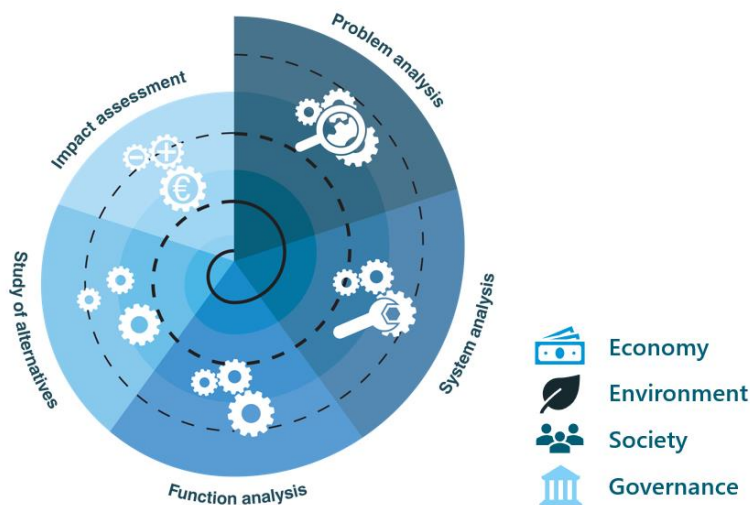 Problem analysis
Impact assessment
€
Study of alternatives
System analysis
Function analysis
Economy
Environment
Society
Governance